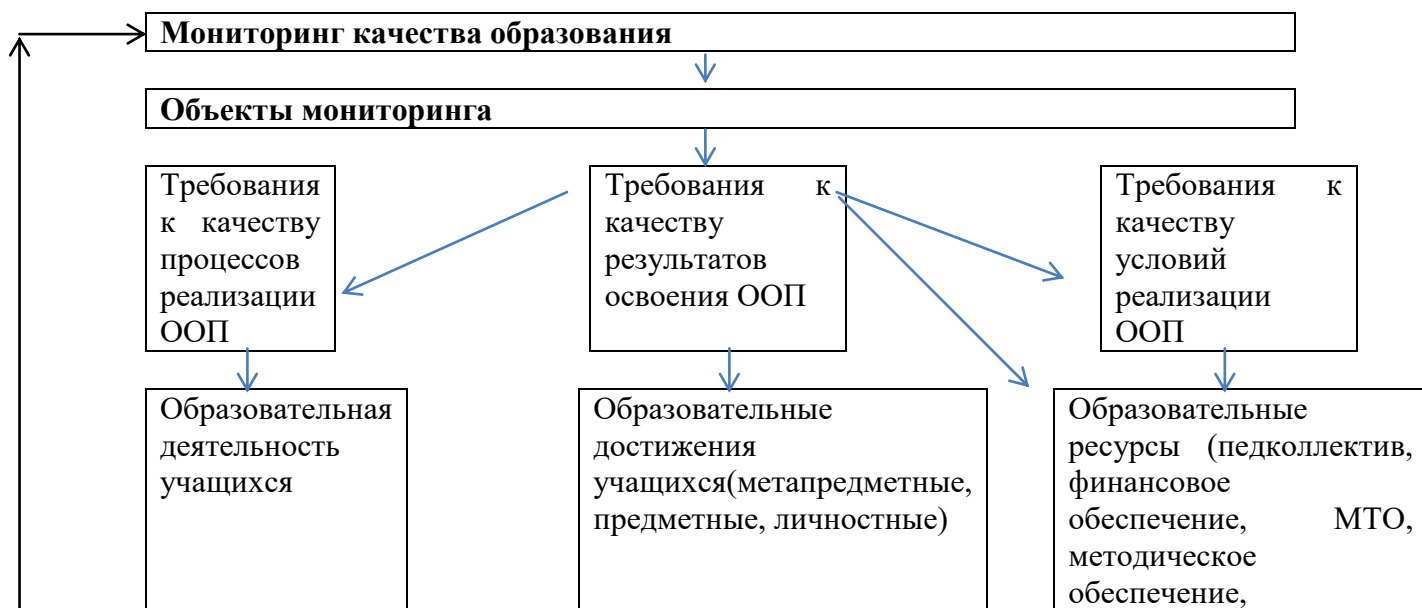 Мониторинг качества образования
Объекты мониторинга
Требования
к качеству
процессов
реализации
ООП
Требования к
качеству
результатов
освоения ООП
Требования к
качеству
условий
реализации
ООП
Образовательная
деятельность
учащихся
Образовательные
достижения
учащихся(метапредметные,
предметные, личностные)
Образовательные
ресурсы (педколлектив,
финансовое
обеспечение, МТО,
методическое
обеспечение,